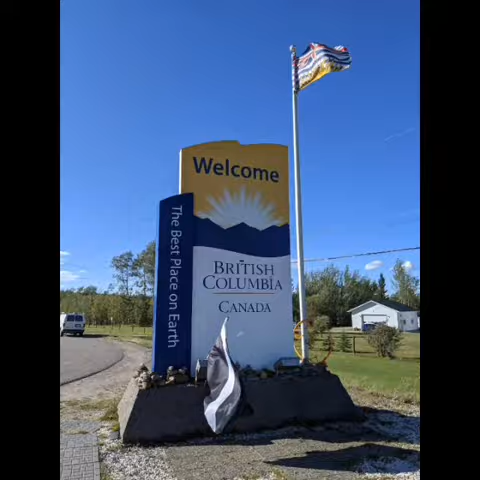 Welcome
The Best Place on Earth
BRITISH
COLUMBIA
CANADA